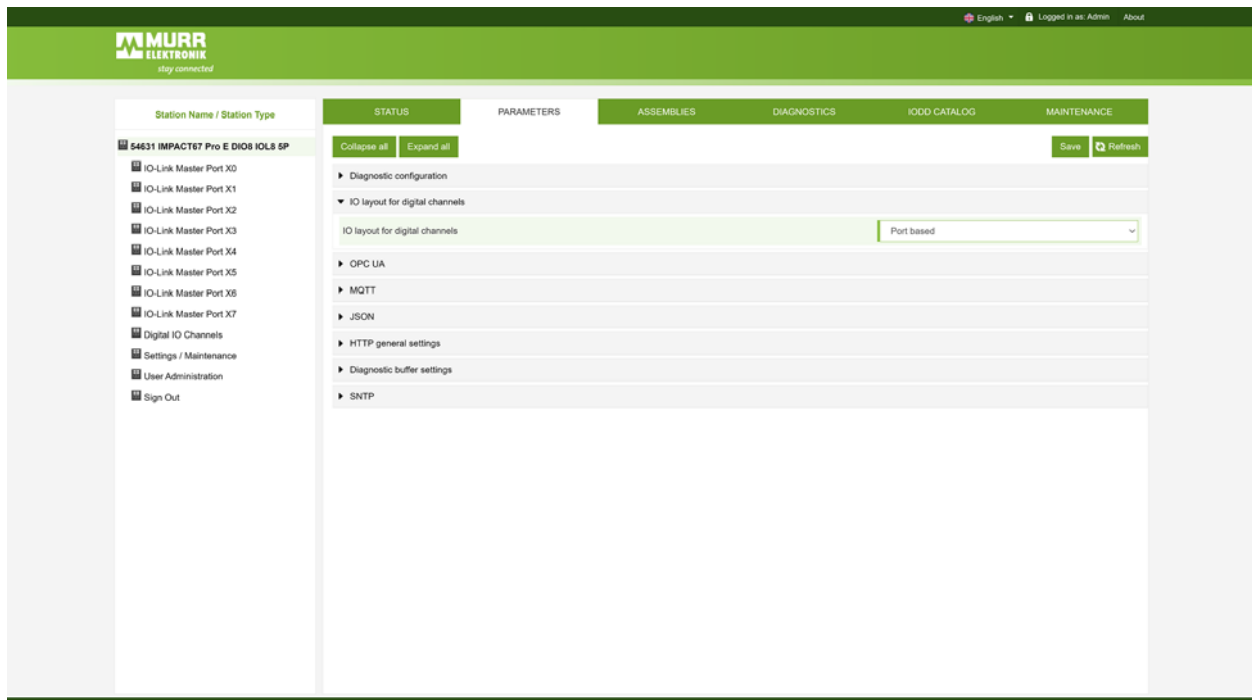 English Logged in as: Admin About
MURR
ELEKTRONIK
stay connected
Station Name / Station Type
54631 IMPACT67 Pro E DIO8 IOL8 5P
IO-Link Master Port X0
IO-Link Master Port X1
IO-Link Master Port X2
IO-Link Master Port X3
IO-Link Master Port X4
IO-Link Master Port X5
IO-Link Master Port X6
IO-Link Master Port X7
Digital IO Channels
Settings / Maintenance
User Administration
Sign Out
STATUS PARAMETERS ASSEMBLIES DIAGNOSTICS IODD CATALOG MAINTENANCE
Collapse all Expand all Save Refresh
Diagnostic configuration
IO layout for digital channels
IO layout for digital channels Port based
OPC UA
MQTT
JSON
HTTP general settings
Diagnostic buffer settings
SNTP